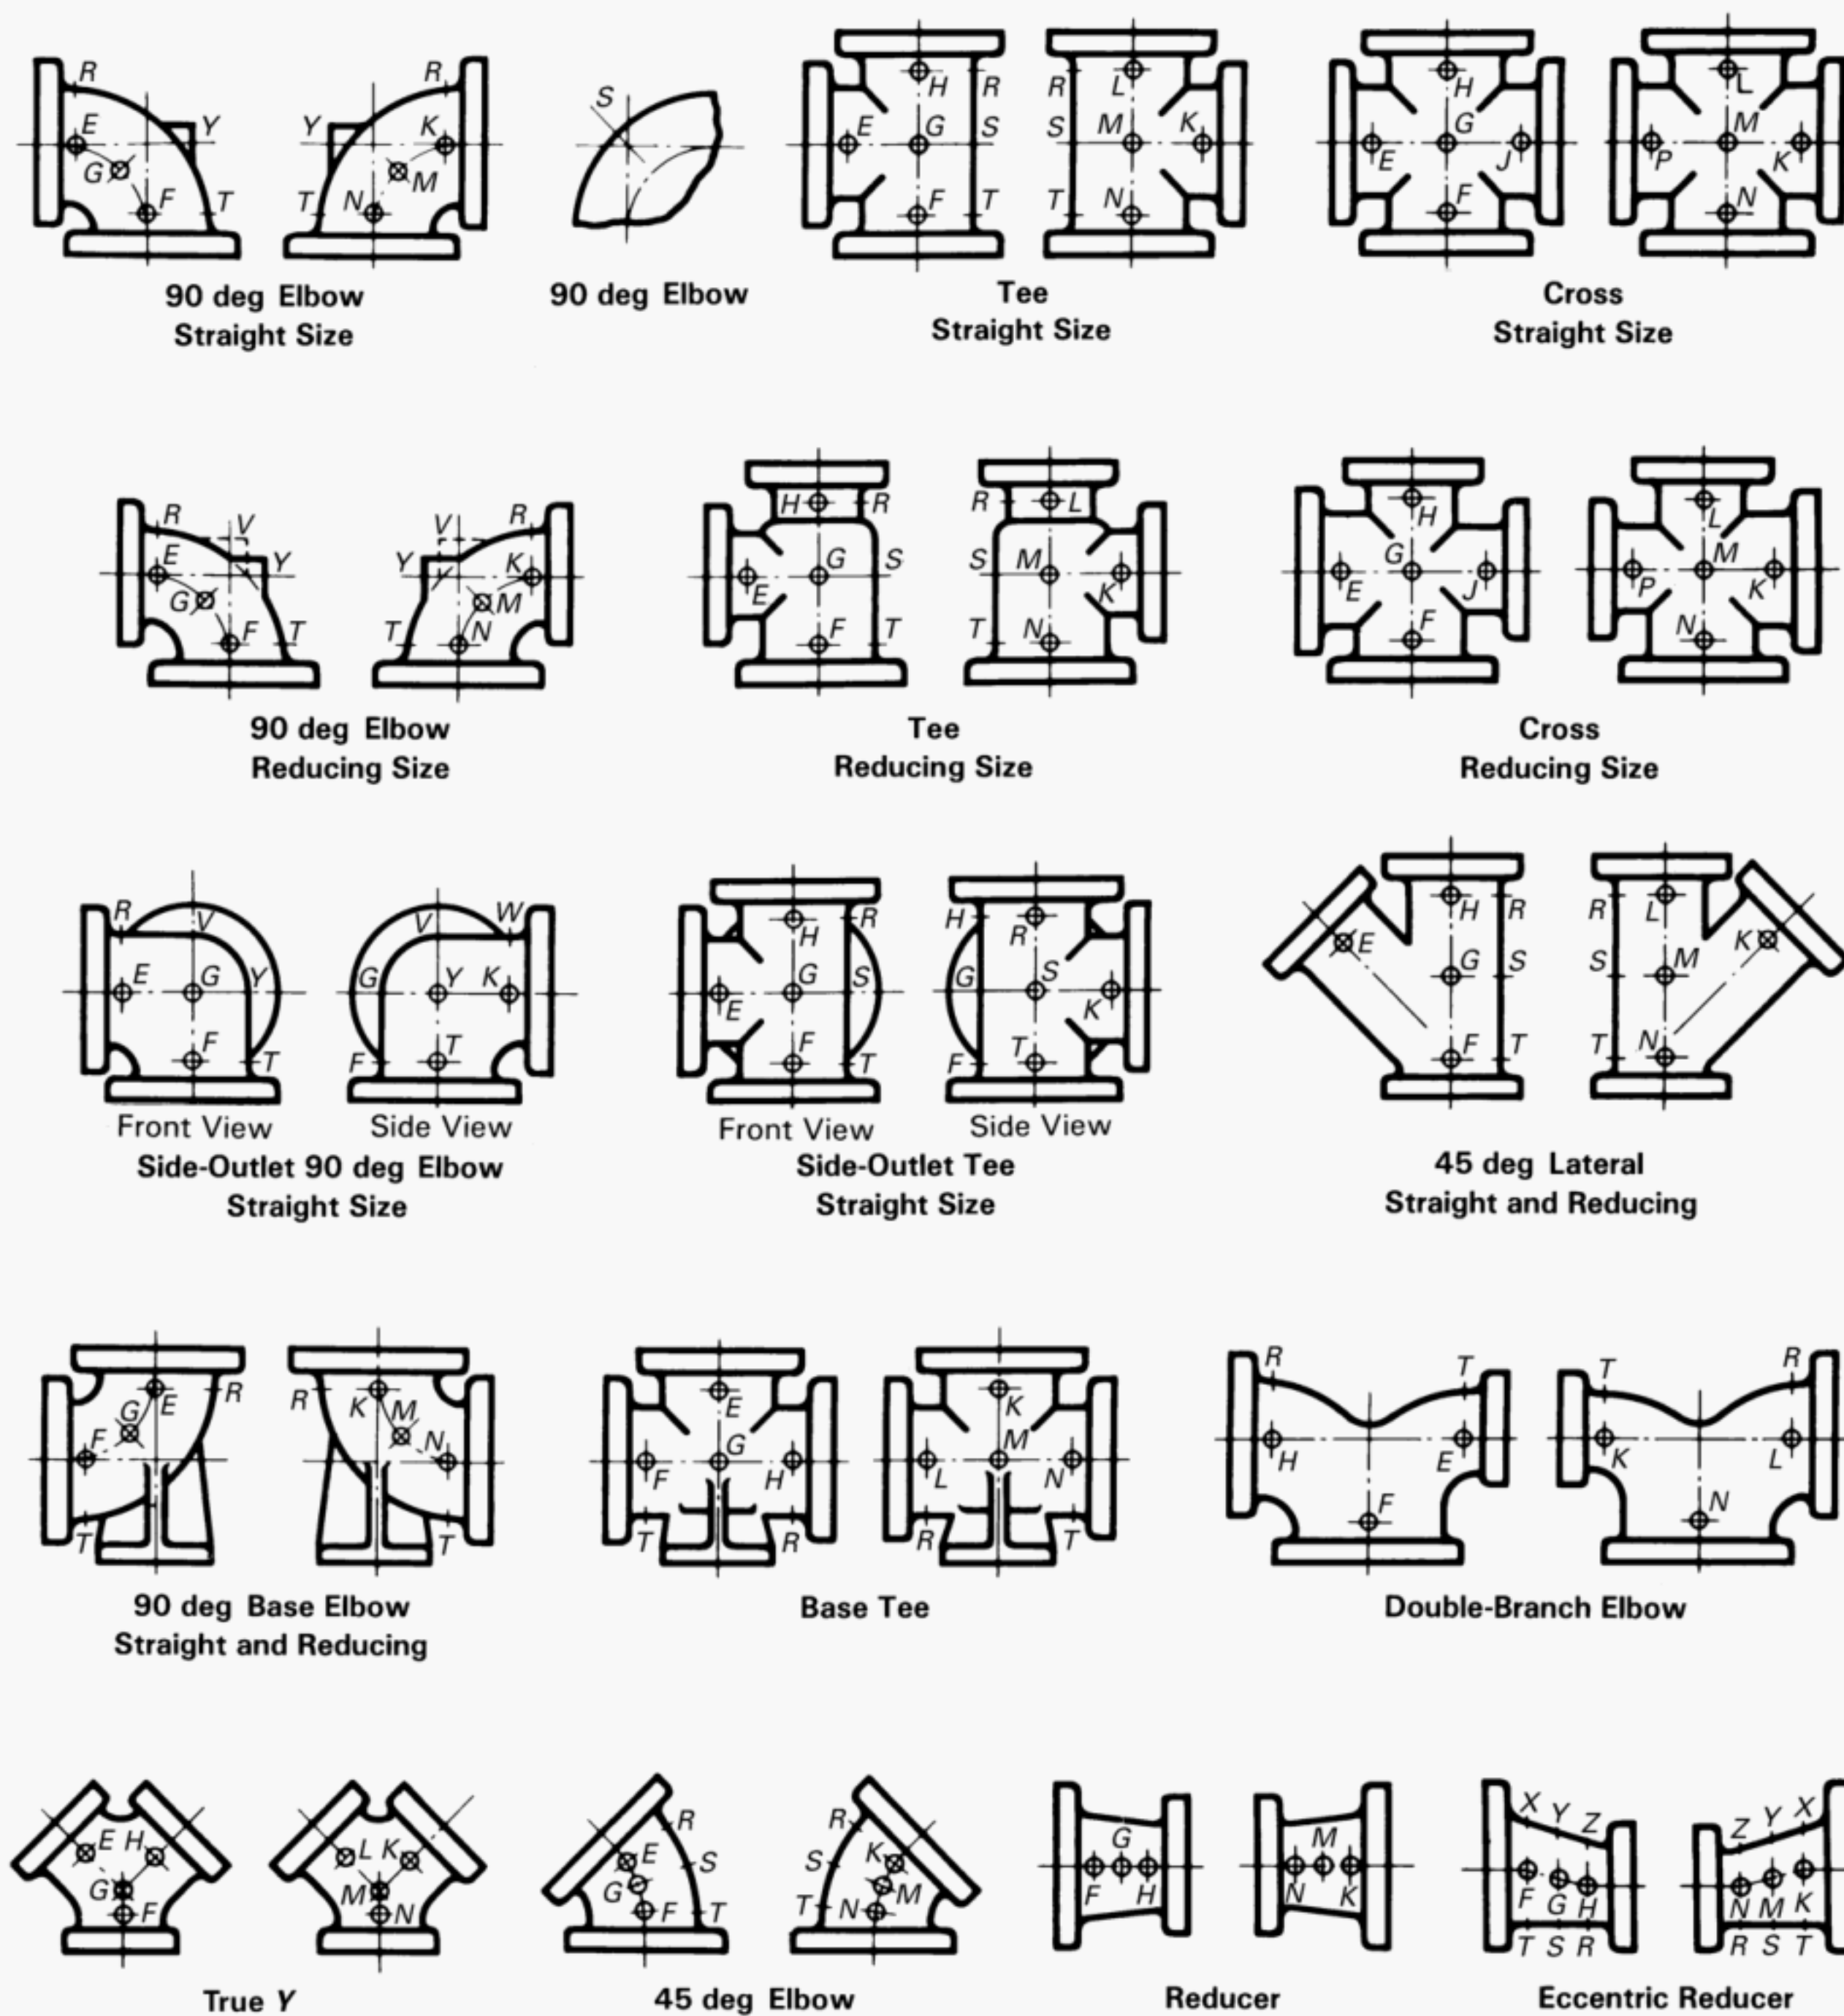 R
E
G
F
Y
T
R
Y
K
M
T
N
S
H
R
E
G
S
F
T
R
L
S
M
K
T
N
H
G
E
J
F
L
M
P
K
N
90 deg Elbow
Straight Size
90 deg Elbow
Tee
Straight Size
Cross
Straight Size
R
V
E
Y
G
F
T
V
R
Y
K
M
T
N
H
R
G
S
E
F
T
R
L
S
M
K
T
N
H
G
E
J
F
L
M
P
K
N
90 deg Elbow
Reducing Size
Tee
Reducing Size
Cross
Reducing Size
R
V
E
G
Y
F
T
V
W
G
Y
K
F
T
H
R
G
S
E
F
T
H
R
G
S
K
F
T
H
R
E
G
S
F
T
R
L
K
S
M
T
N
Front View
Side View
Front View
Side View
Side-Outlet 90 deg Elbow
Straight Size
Side-Outlet Tee
Straight Size
45 deg Lateral
Straight and Reducing
E
R
G
F
T
R
K
M
N
T
E
G
F
H
T
R
K
M
L
N
R
T
R
T
H
E
F
T
R
K
L
N
90 deg Base Elbow
Straight and Reducing
Base Tee
Double-Branch Elbow
E
H
G
F
L
K
M
N
R
E
S
G
F
T
R
K
S
M
T
N
G
F
H
M
N
K
X
Y
Z
F
G
H
T
S
R
Z
Y
X
N
M
K
R
S
T
True Y
45 deg Elbow
Reducer
Eccentric Reducer